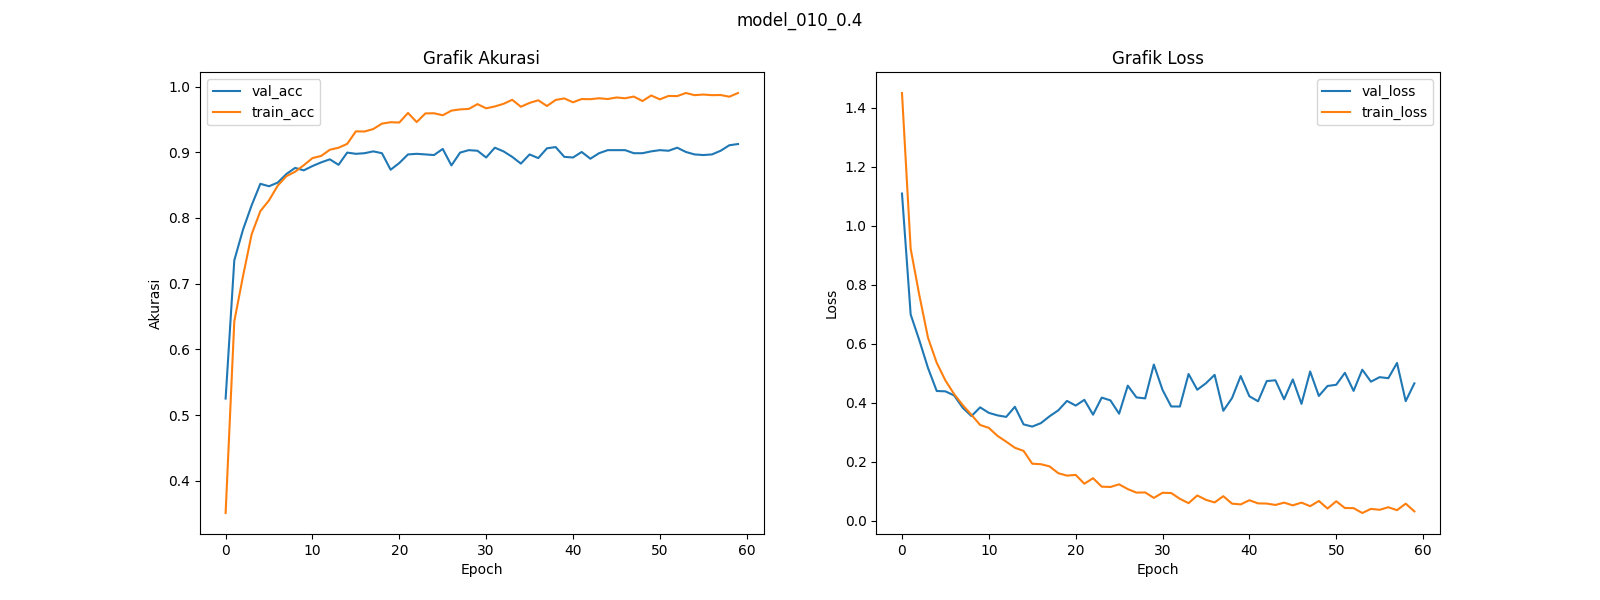 model_010_0.4
Grafik Akurasi
val_acc
train_acc
1.0
0.9
0.8
0.7
0.6
0.5
0.4
Akurasi
0 10 20 30 40 50 60
Epoch
Grafik Loss
val_loss
train_loss
1.4
1.2
1.0
0.8
0.6
0.4
0.2
0.0
Loss
0 10 20 30 40 50 60
Epoch